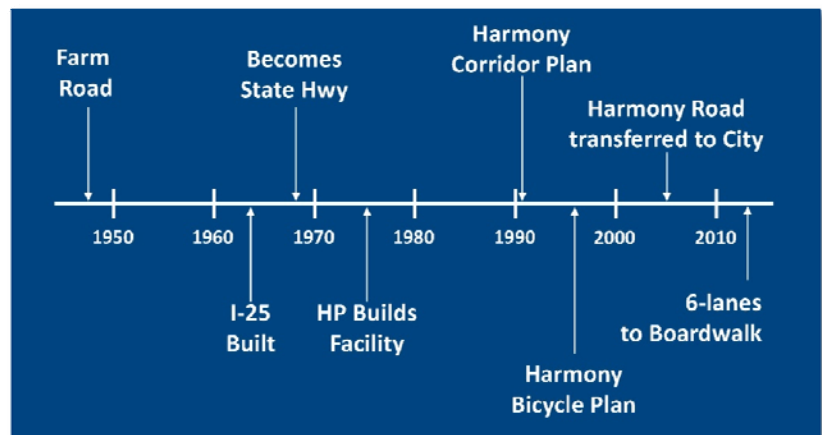 Farm
Road
Becomes
State Hwy
Harmony
Corridor Plan
Harmony Road
transferred to City
1950
1960
1970
1980
1990
2000
2010
I-25
Built
HP Builds
Facility
Harmony
Bicycle Plan
6-lanes
to Boardwalk